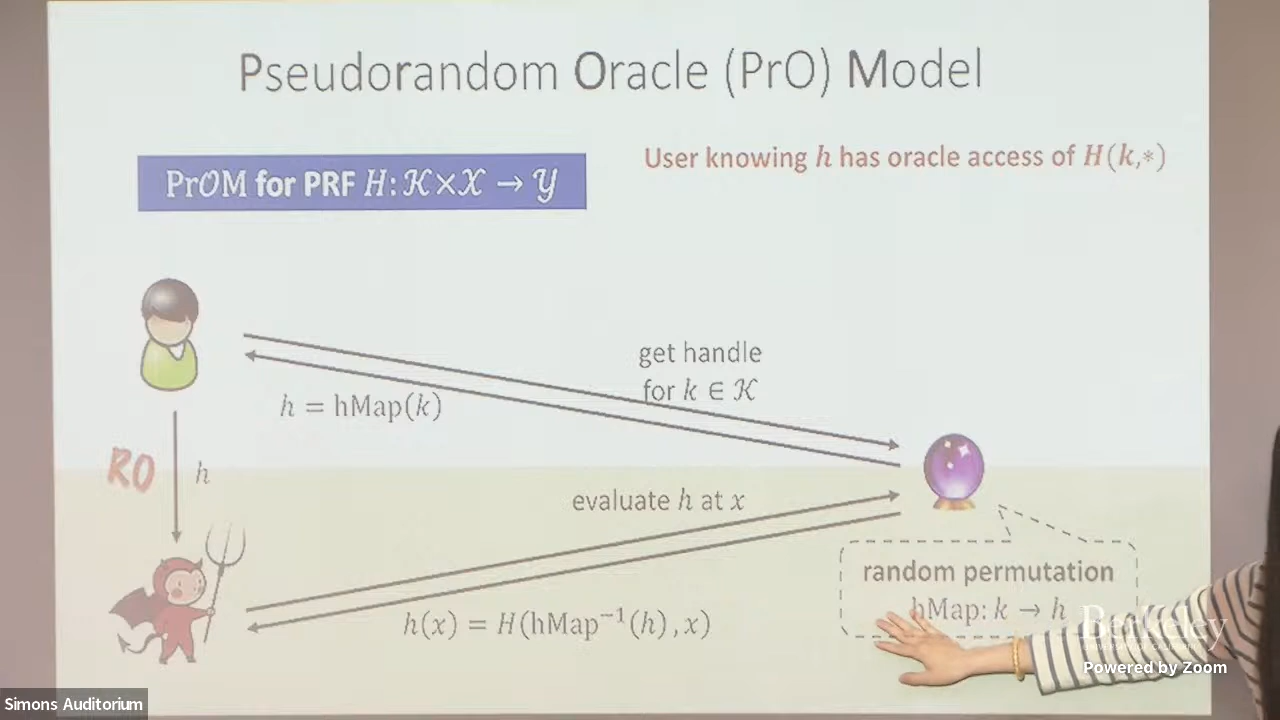 Pseudorandom Oracle (PrO) Model
PrOM for PRF H: 𝒦×𝒳 → 𝒴
User knowing h has oracle access of H(k,*)
get handle
for k ∈ 𝒦
h = hMap(k)
RO
h
evaluate h at x
h(x) = H(hMap⁻¹(h), x)
random permutation
hMap: k → h
Berkeley
Powered by Zoom
Simons Auditorium